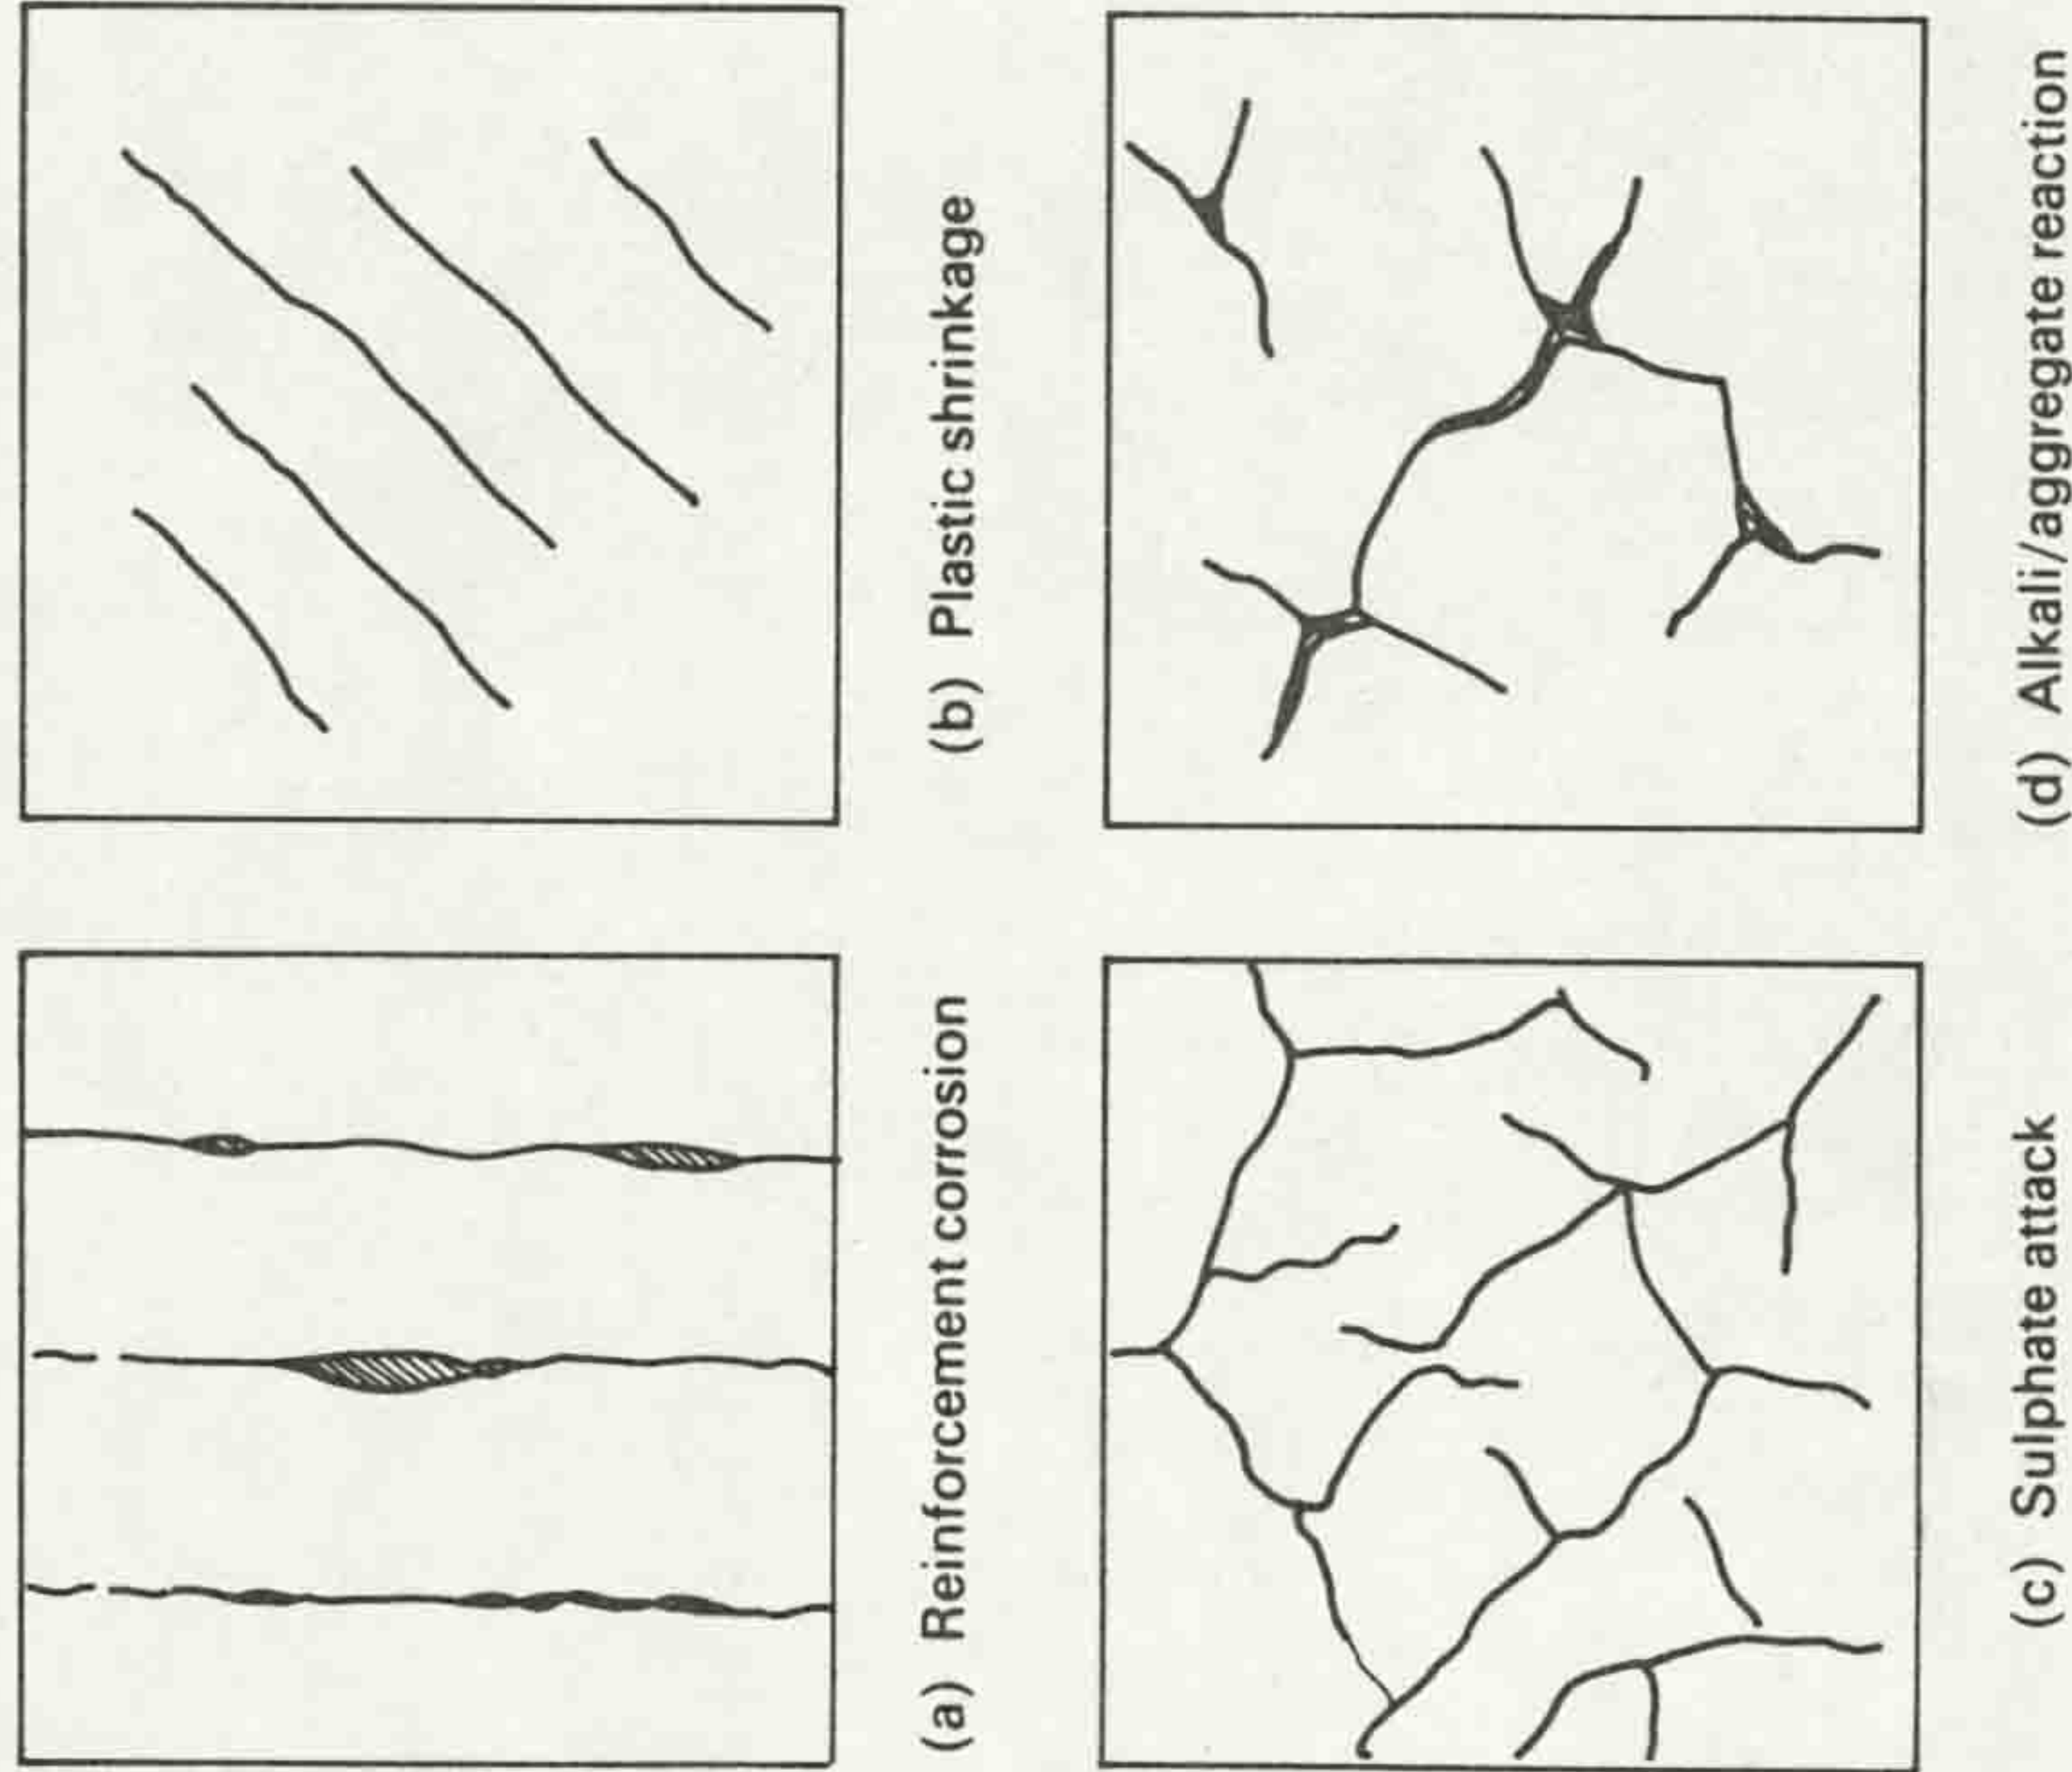 (a) Reinforcement corrosion
(b) Plastic shrinkage
(c) Sulphate attack
(d) Alkali/aggregate reaction